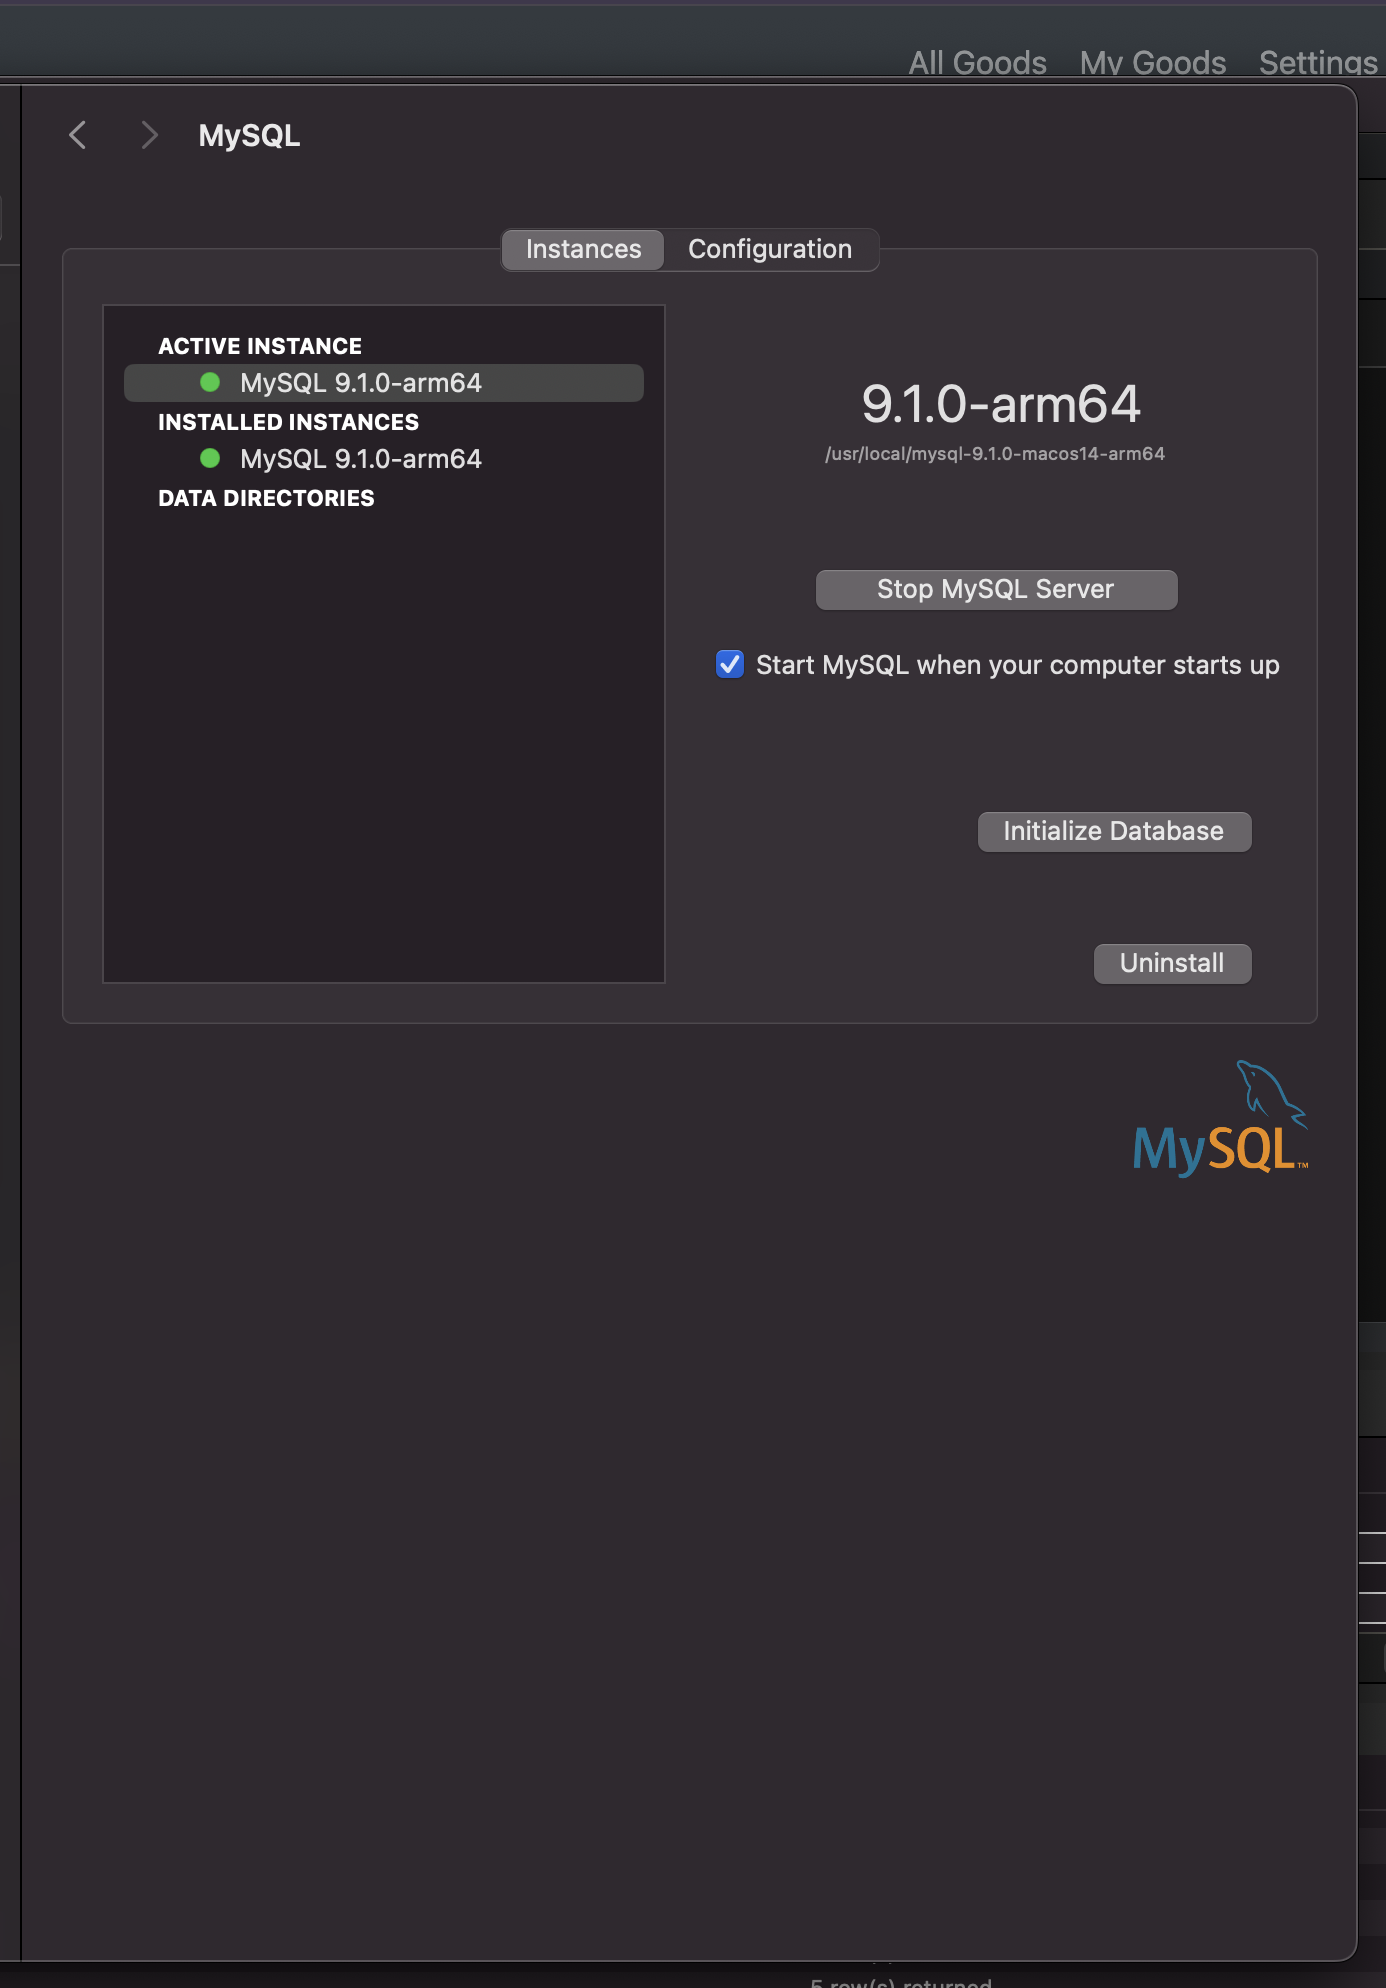 All Goods My Goods Settings
MySQL
Instances Configuration
ACTIVE INSTANCE
MySQL 9.1.0-arm64
INSTALLED INSTANCES
MySQL 9.1.0-arm64
DATA DIRECTORIES
9.1.0-arm64
/usr/local/mysql-9.1.0-macos14-arm64
Stop MySQL Server
Start MySQL when your computer starts up
Initialize Database
Uninstall
MySQL™
5 row(s) returned